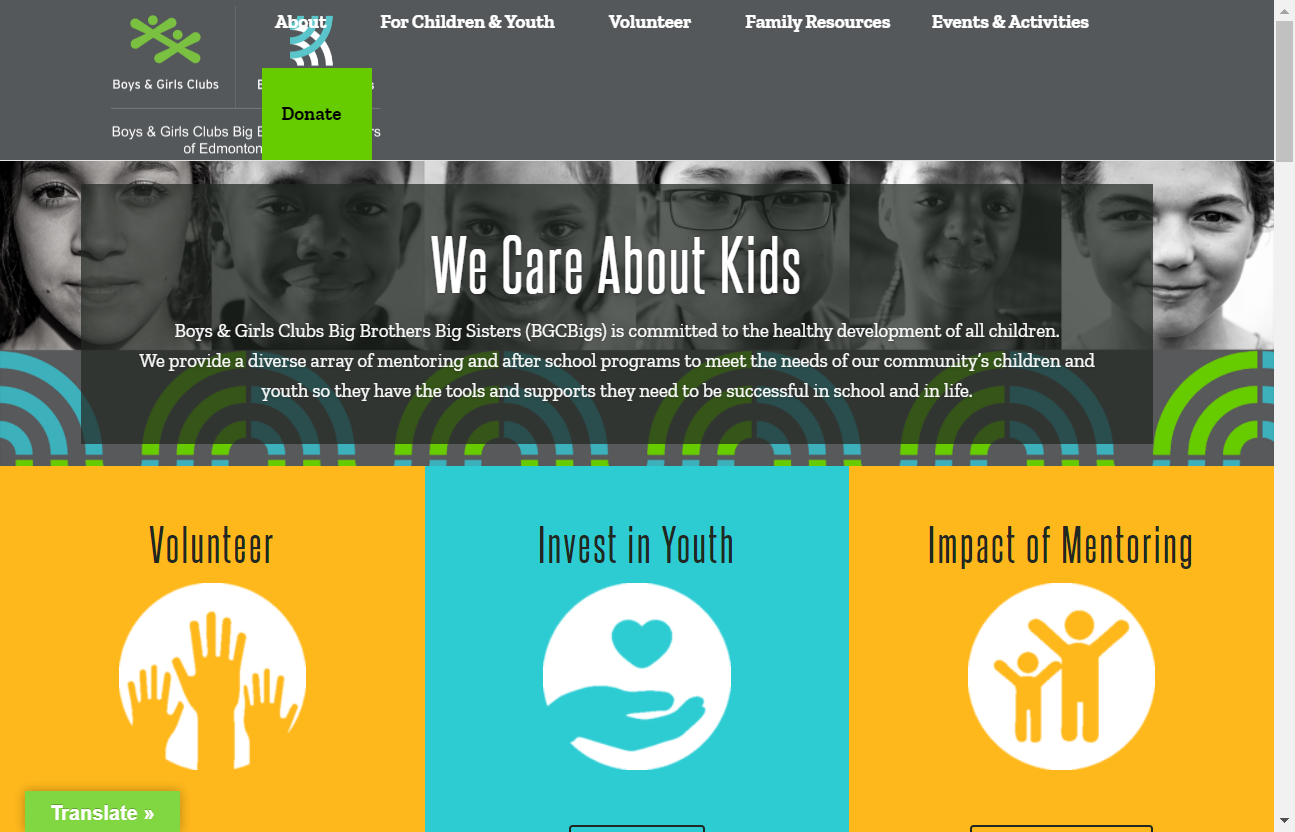 About
For Children & Youth
Volunteer
Family Resources
Events & Activities
Boys & Girls Clubs
Donate
Boys & Girls Clubs Big
of Edmonton
We Care About Kids
Boys & Girls Clubs Big Brothers Big Sisters (BGCBigs) is committed to the healthy development of all children.
We provide a diverse array of mentoring and after school programs to meet the needs of our community's children and
youth so they have the tools and supports they need to be successful in school and in life.
Volunteer
Invest in Youth
Impact of Mentoring
Translate »